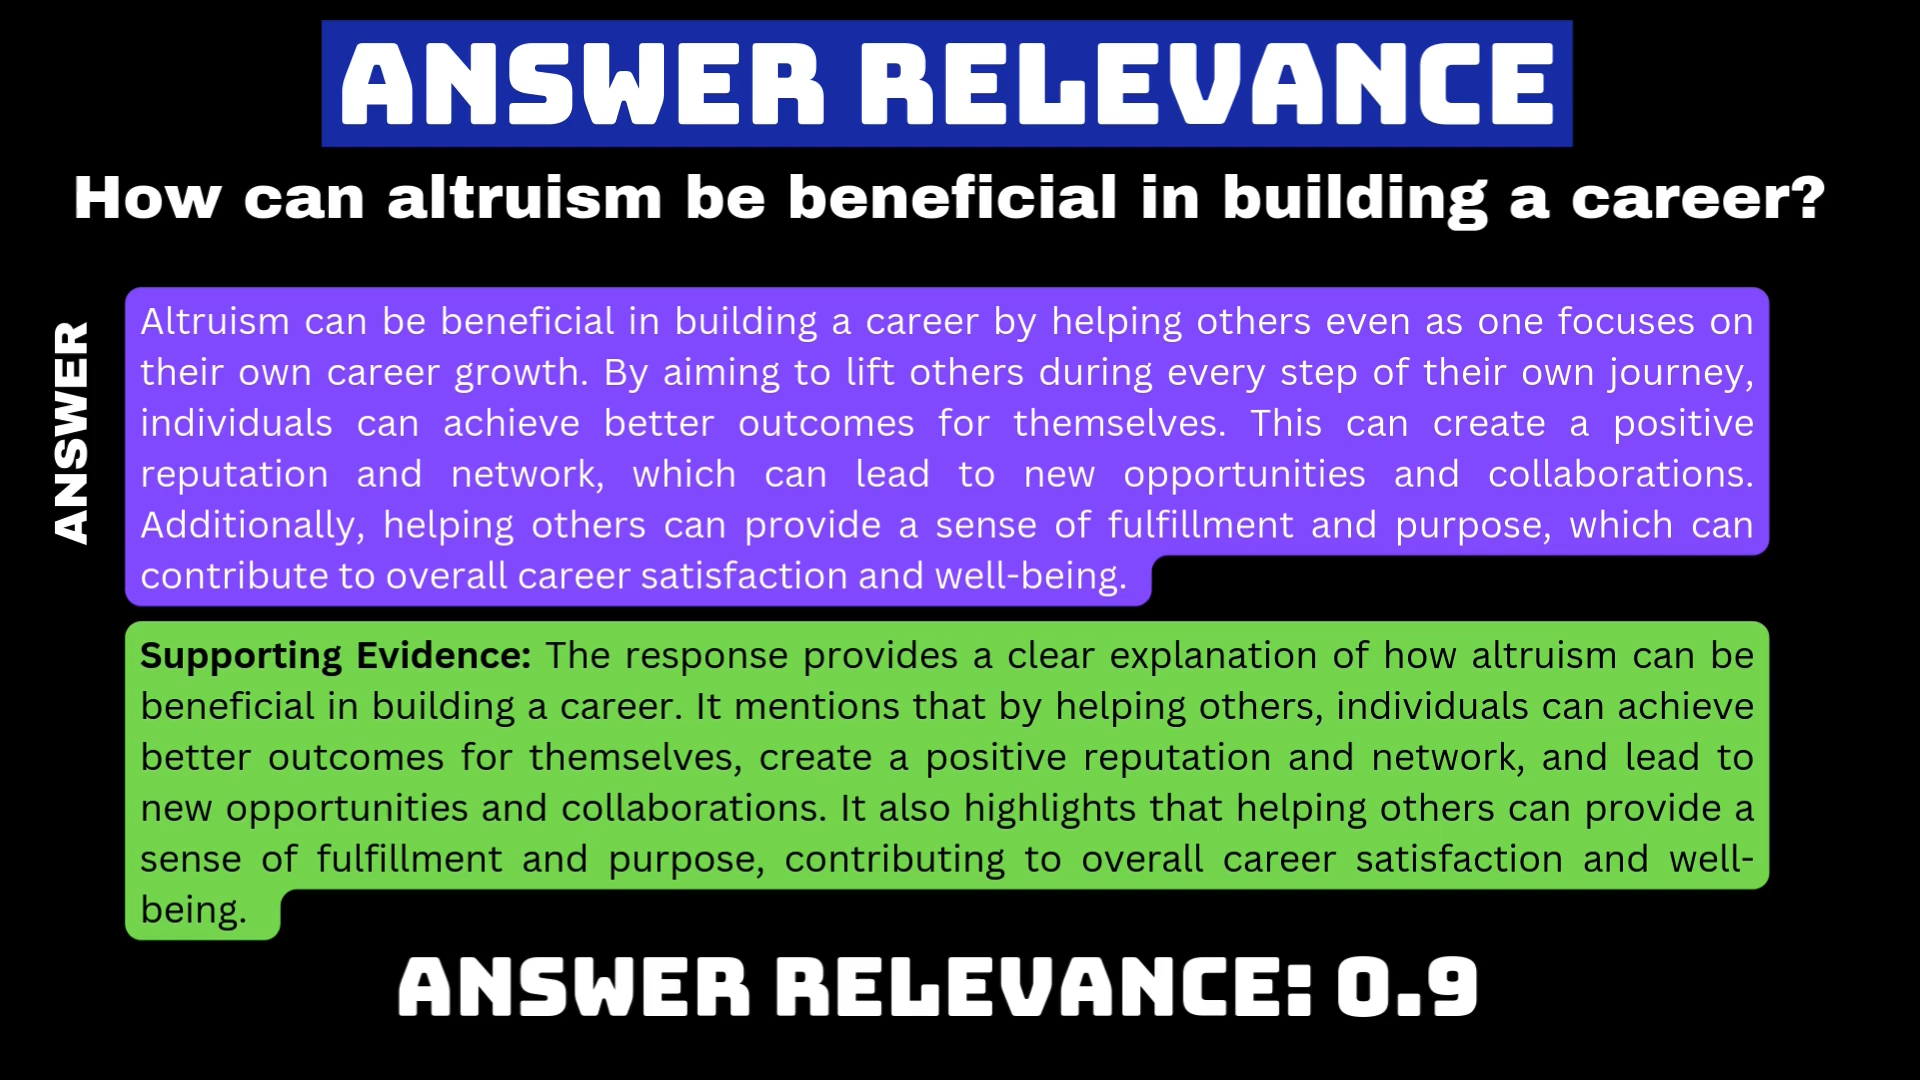 ANSWER RELEVANCE
How can altruism be beneficial in building a career?
ANSWER
Altruism can be beneficial in building a career by helping others even as one focuses on
their own career growth. By aiming to lift others during every step of their own journey,
individuals can achieve better outcomes for themselves. This can create a positive
reputation and network, which can lead to new opportunities and collaborations.
Additionally, helping others can provide a sense of fulfillment and purpose, which can
contribute to overall career satisfaction and well-being.
Supporting Evidence: The response provides a clear explanation of how altruism can be
beneficial in building a career. It mentions that by helping others, individuals can achieve
better outcomes for themselves, create a positive reputation and network, and lead to
new opportunities and collaborations. It also highlights that helping others can provide a
sense of fulfillment and purpose, contributing to overall career satisfaction and well-
being.
ANSWER RELEVANCE: 0.9